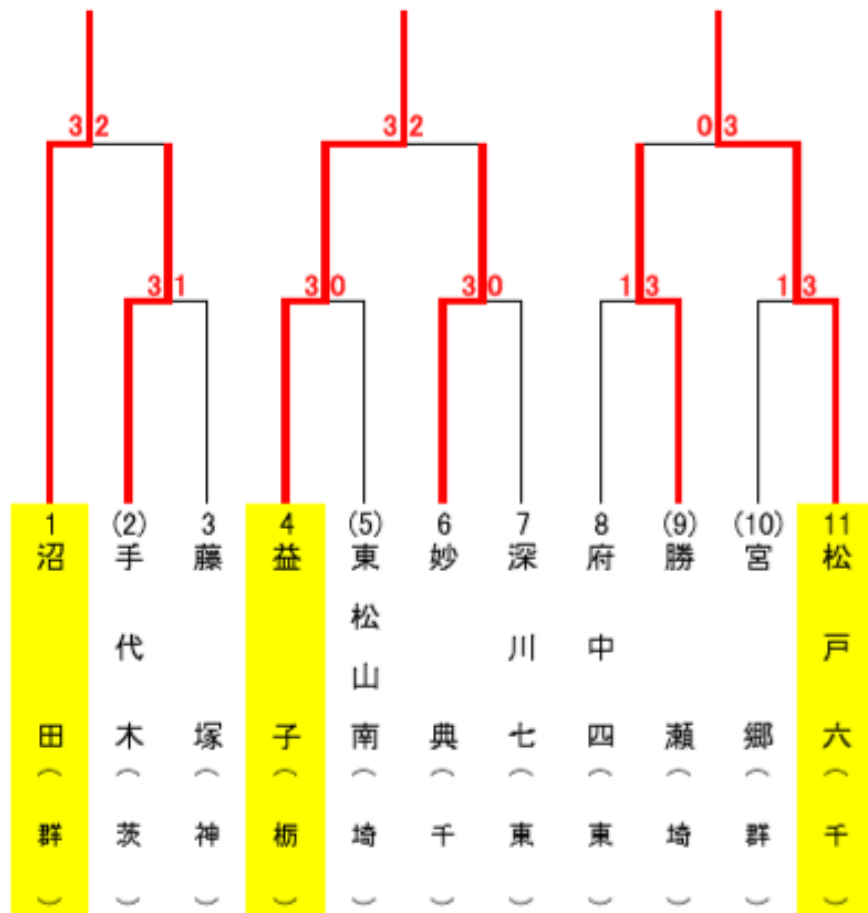 3 2
3 2
0 3
3 1
3 0
3 0
1 3
1 3
1 沼田(群)
(2) 手代木(茨)
3 藤塚(神)
4 益子(栃)
(5) 東松山南(埼)
6 妙典(千)
7 深川七(東)
8 府中四(東)
(9) 勝瀬(埼)
(10) 宮郷(群)
11 松戸六(千)